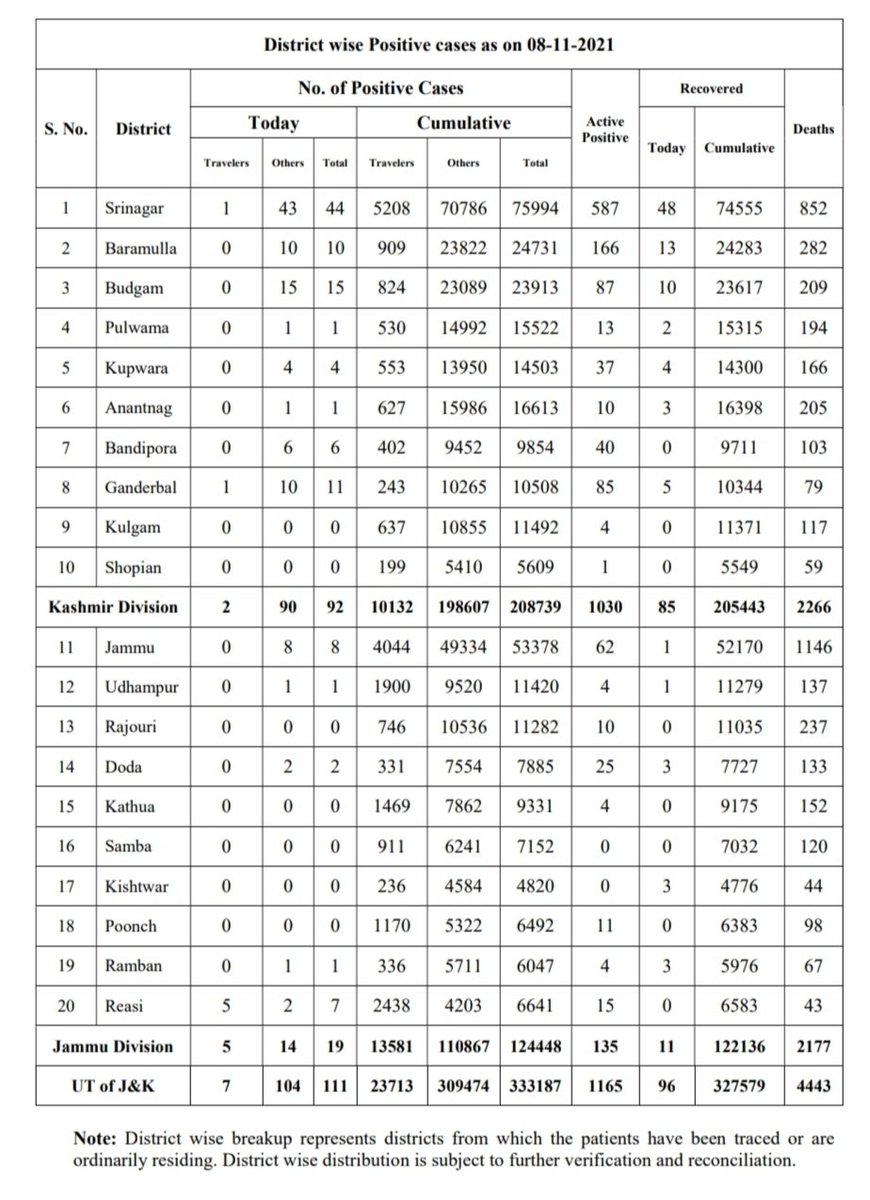 District wise Positive cases as on 08-11-2021
S. No. District No. of Positive Cases Active Positive Recovered Deaths
Today Cumulative Today Cumulative
Travelers Others Total Travelers Others Total
1 Srinagar 1 43 44 5208 70786 75994 587 48 74555 852
2 Baramulla 0 10 10 909 23822 24731 166 13 24283 282
3 Budgam 0 15 15 824 23089 23913 87 10 23617 209
4 Pulwama 0 1 1 530 14992 15522 13 2 15315 194
5 Kupwara 0 4 4 553 13950 14503 37 4 14300 166
6 Anantnag 0 1 1 627 15986 16613 10 3 16398 205
7 Bandipora 0 6 6 402 9452 9854 40 0 9711 103
8 Ganderbal 1 10 11 243 10265 10508 85 5 10344 79
9 Kulgam 0 0 0 637 10855 11492 4 0 11371 117
10 Shopian 0 0 0 199 5410 5609 1 0 5549 59
Kashmir Division 2 90 92 10132 198607 208739 1030 85 205443 2266
11 Jammu 0 8 8 4044 49334 53378 62 1 52170 1146
12 Udhampur 0 1 1 1900 9520 11420 4 1 11279 137
13 Rajouri 0 0 0 746 10536 11282 10 0 11035 237
14 Doda 0 2 2 331 7554 7885 25 3 7727 133
15 Kathua 0 0 0 1469 7862 9331 4 0 9175 152
16 Samba 0 0 0 911 6241 7152 0 0 7032 120
17 Kishtwar 0 0 0 236 4584 4820 0 3 4776 44
18 Poonch 0 0 0 1170 5322 6492 11 0 6383 98
19 Ramban 0 1 1 336 5711 6047 4 3 5976 67
20 Reasi 5 2 7 2438 4203 6641 15 0 6583 43
Jammu Division 5 14 19 13581 110867 124448 135 11 122136 2177
UT of J&K 7 104 111 23713 309474 333187 1165 96 327579 4443
Note: District wise breakup represents districts from which the patients have been traced or are
ordinarily residing. District wise distribution is subject to further verification and reconciliation.